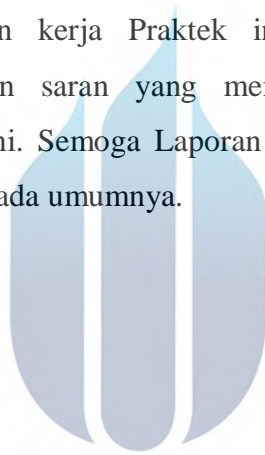 n kerja Praktek in
n saran yang me
ni. Semoga Laporan
ada umumnya.